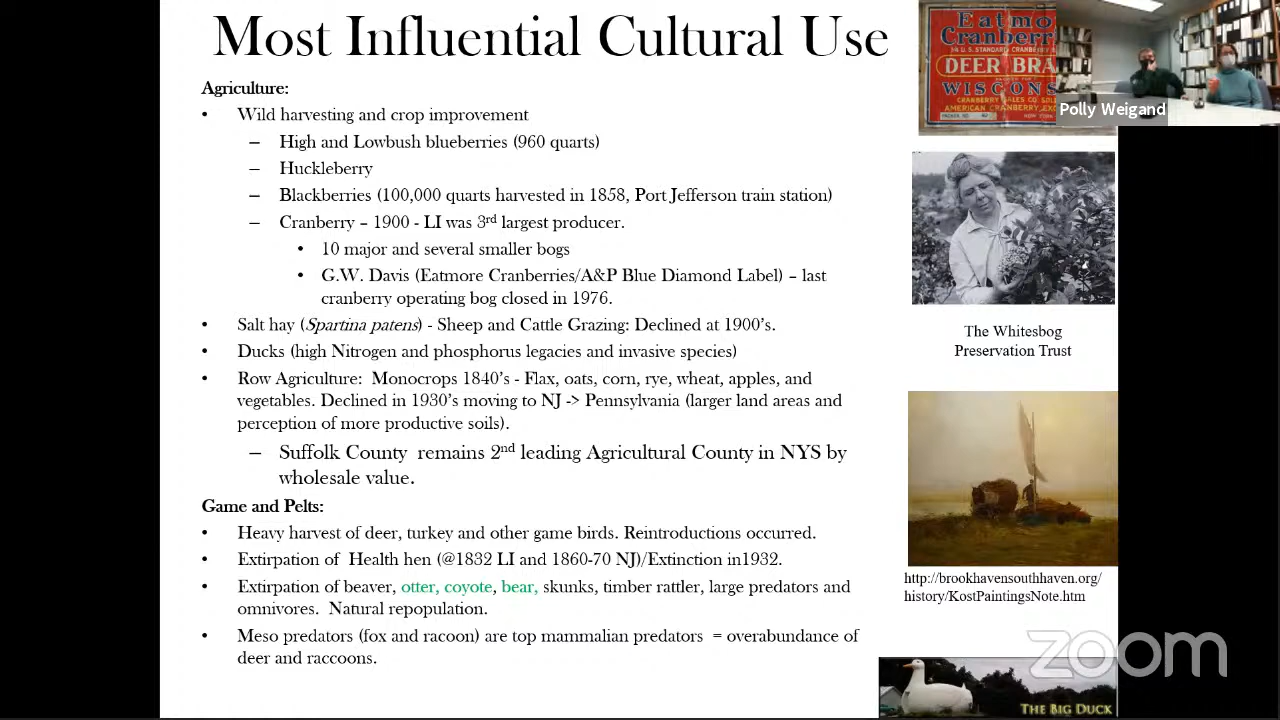 Most Influential Cultural Use
Agriculture:
• Wild harvesting and crop improvement
– High and Lowbush blueberries (960 quarts)
– Huckleberry
– Blackberries (100,000 quarts harvested in 1858, Port Jefferson train station)
– Cranberry – 1900 - LI was 3rd largest producer.
• 10 major and several smaller bogs
• G.W. Davis (Eatmore Cranberries/A&P Blue Diamond Label) – last
cranberry operating bog closed in 1976.
• Salt hay (Spartina patens) - Sheep and Cattle Grazing: Declined at 1900's.
• Ducks (high Nitrogen and phosphorus legacies and invasive species)
• Row Agriculture: Monocrops 1840's - Flax, oats, corn, rye, wheat, apples, and
vegetables. Declined in 1930's moving to NJ -> Pennsylvania (larger land areas and
perception of more productive soils).
– Suffolk County remains 2nd leading Agricultural County in NYS by
wholesale value.
Game and Pelts:
• Heavy harvest of deer, turkey and other game birds. Reintroductions occurred.
• Extirpation of Health hen (@1832 LI and 1860-70 NJ)/Extinction in1932.
• Extirpation of beaver, otter, coyote, bear, skunks, timber rattler, large predators and
omnivores. Natural repopulation.
• Meso predators (fox and racoon) are top mammalian predators = overabundance of
deer and raccoons.
Eatmo
Cranberr
DEER BRA
WISCONS
Polly Weigand
The Whitesbog
Preservation Trust
http://brookhavensouthhaven.org/
history/KostPaintingsNote.htm
zoom
THE BIG DUCK